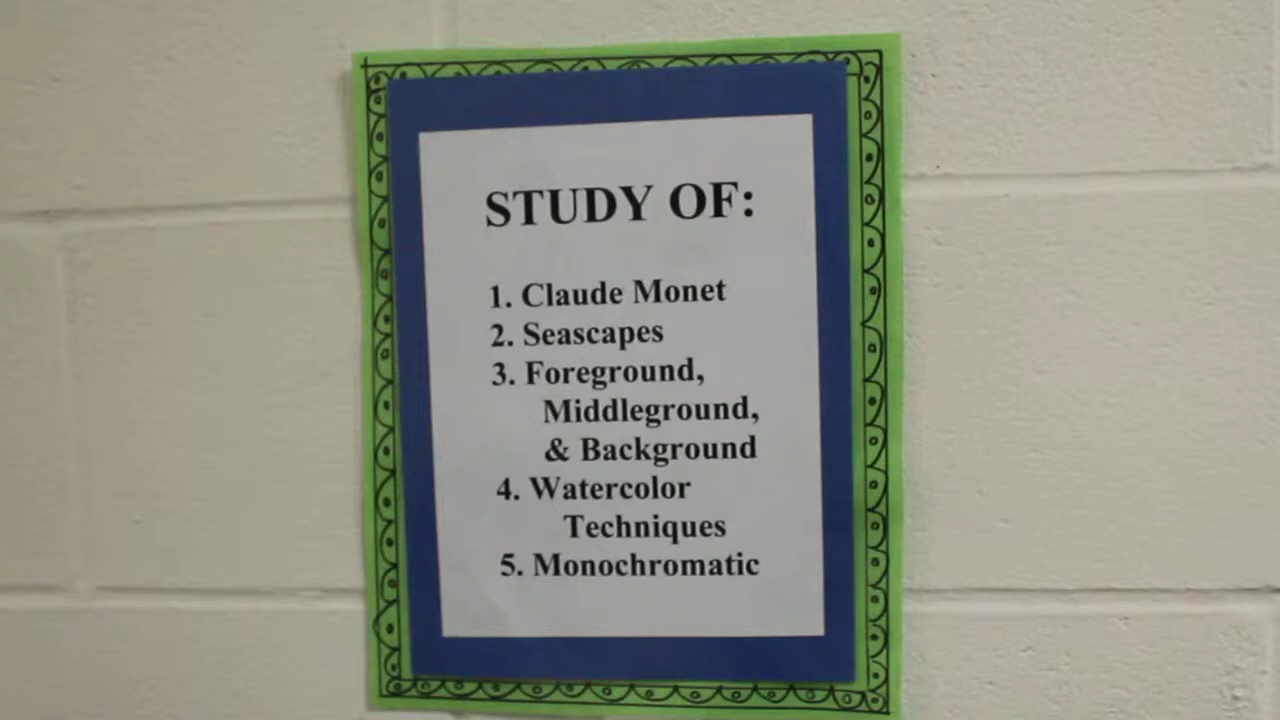 STUDY OF:
1. Claude Monet
2. Seascapes
3. Foreground,
Middleground,
& Background
4. Watercolor
Techniques
5. Monochromatic